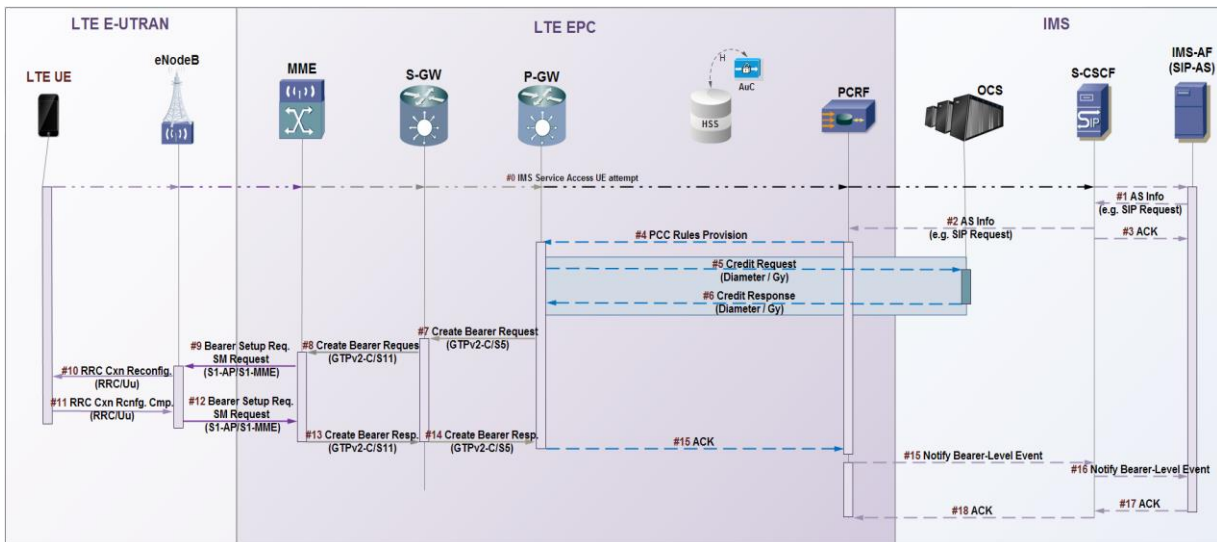 LTE E-UTRAN
LTE EPC
IMS
LTE UE
eNodeB
MME
S-GW
P-GW
H
AuC
HSS
PCRF
OCS
S-CSCF
SIP
IMS-AF
(SIP-AS)
#0 IMS Service Access UE attempt
#1 AS Info
(e.g. SIP Request)
#2 AS Info
(e.g. SIP Request)
#3 ACK
#4 PCC Rules Provision
#5 Credit Request
(Diameter / Gy)
#6 Credit Response
(Diameter / Gy)
#7 Create Bearer Request
(GTPv2-C/S5)
#8 Create Bearer Reques
(GTPv2-C/S11)
#9 Bearer Setup Req.
SM Request
(S1-AP/S1-MME)
#10 RRC Cxn Reconfig.
(RRC/Uu)
#11 RRC Cxn Rcnfg. Cmp.
(RRC/Uu)
#12 Bearer Setup Req.
SM Request
(S1-AP/S1-MME)
#13 Create Bearer Resp.
(GTPv2-C/S11)
#14 Create Bearer Resp.
(GTPv2-C/S5)
#15 ACK
#15 Notify Bearer-Level Event
#16 Notify Bearer-Level Event
#17 ACK
#18 ACK